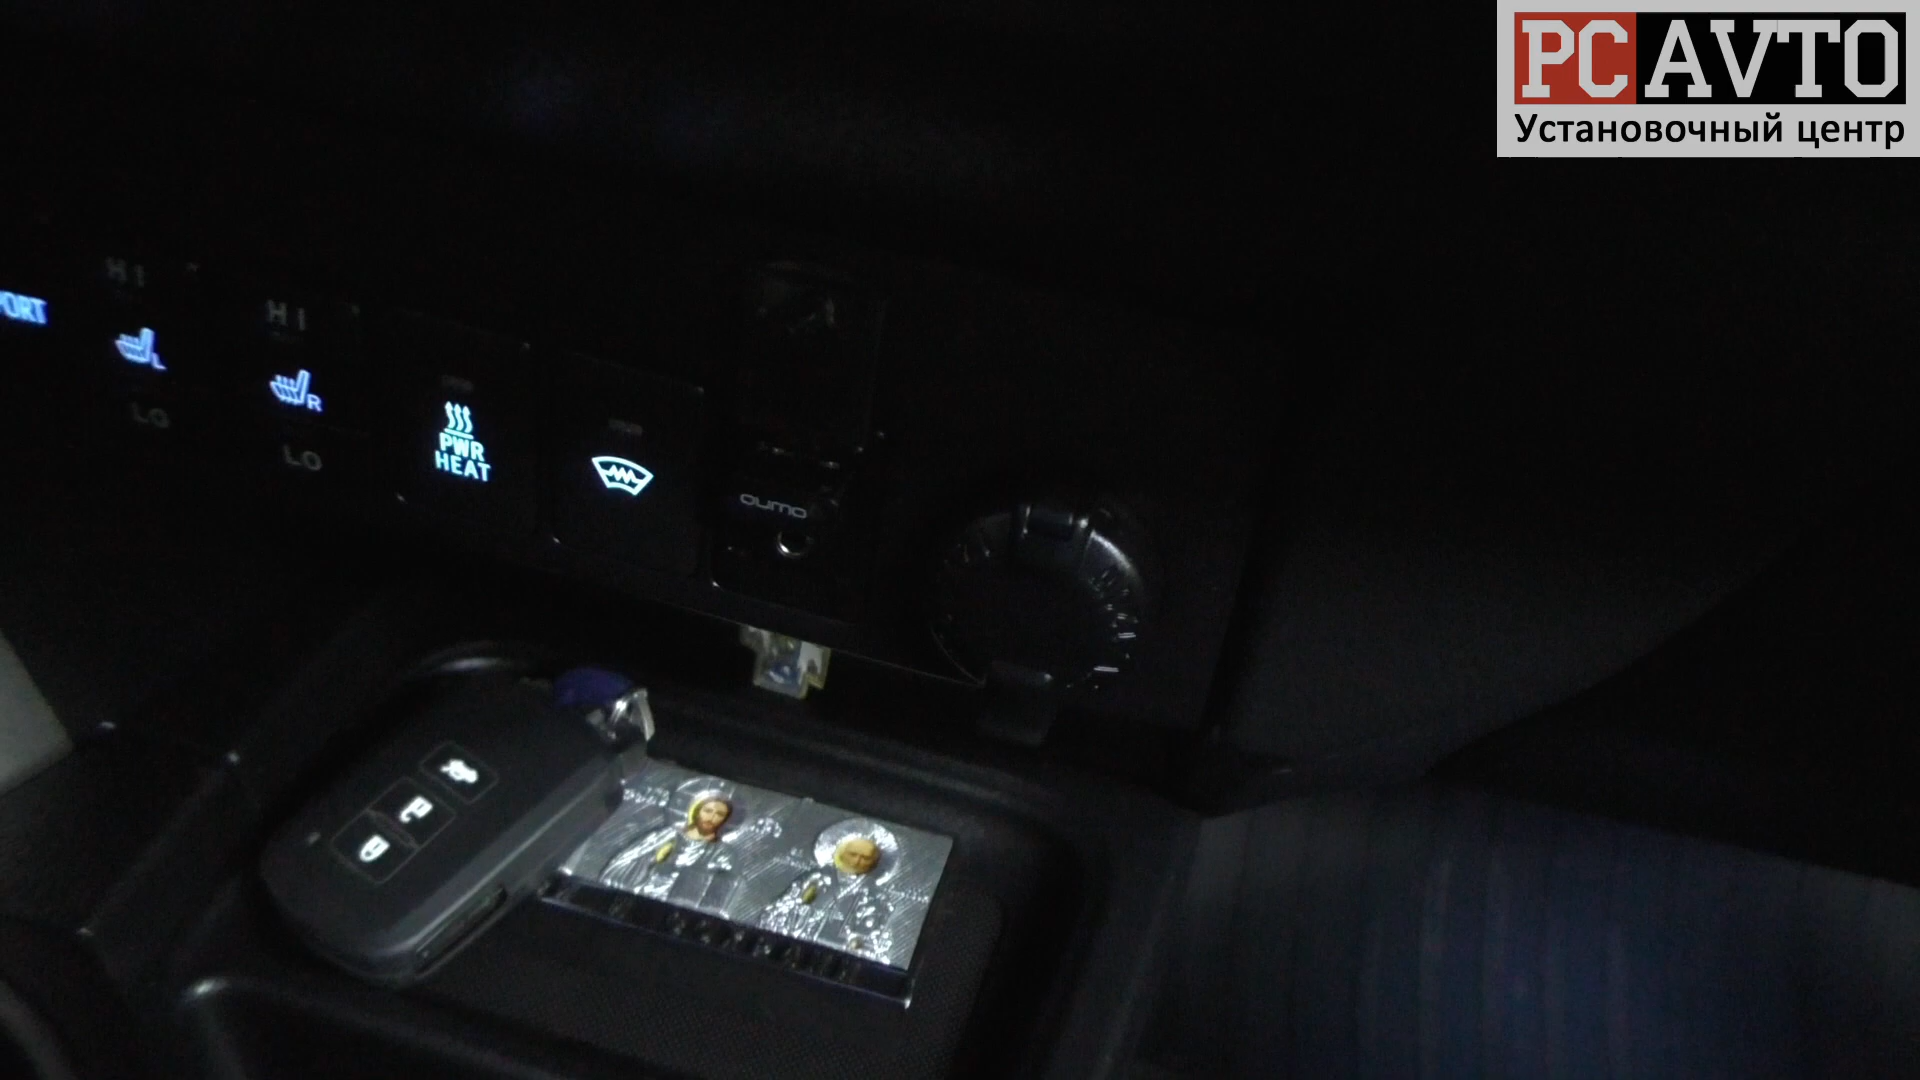 PC AVTO
Установочный центр
PORT
HI
L
LO
HI
R
LO
PWR
HEAT
qumo